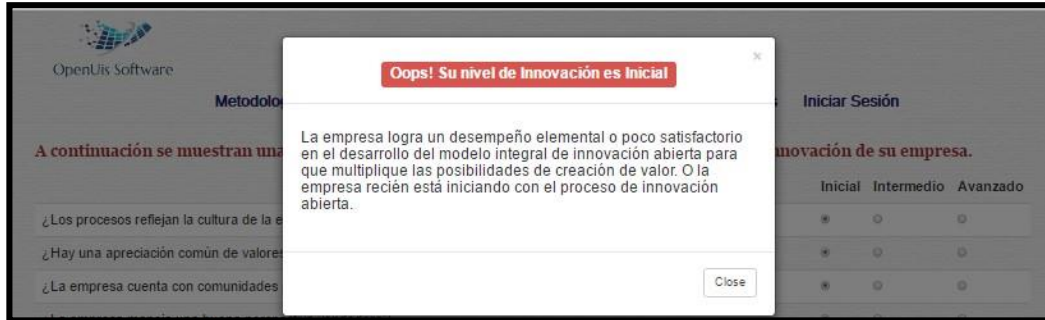 OpenUis Software
Oops! Su nivel de Innovación es Inicial
×
Iniciar Sesión
La empresa logra un desempeño elemental o poco satisfactorio
en el desarrollo del modelo integral de innovación abierta para
que multiplique las posibilidades de creación de valor. O la
empresa recién está iniciando con el proceso de innovación
abierta.
Close
A continuación se muestran una
de su empresa.
Inicial Intermedio Avanzado
¿Los procesos reflejan la cultura de la
¿Hay una apreciación común de
¿La empresa cuenta con comunidades